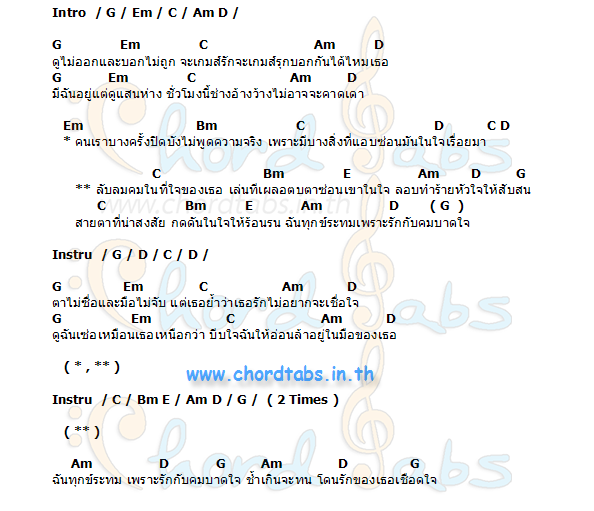 Intro / G / Em / C / Am D /
G Em C Am D
ดูไม่ออกและบอกไม่ถูก จะเกมส์รักจะเกมส์รุกบอกกันได้ไหมเธอ
G Em C Am D
มีฉันอยู่แต่ดูแสนห่าง ชั่วโมงนี้ช่างอ้างว้างไม่อาจจะคาดเดา
Em Bm C D C D
* คนเราบางครั้งปิดบังไม่พูดความจริง เพราะมีบางสิ่งที่แอบซ่อนมันในใจเรื่อยมา
C Bm E Am D G
** ลับลมคมในที่ใจของเธอ เล่นทีเผลอตบตาซ่อนเขาในใจ ลอบทำร้ายหัวใจให้สับสน
C Bm E Am D ( G )
สายตาที่น่าสงสัย กดดันในใจให้ร้อนรน ฉันทุกข์ระทมเพราะรักกับคมบาดใจ
Instru / G / D / C / D /
G Em C Am D
ตาไม่ซื่อและมือไม่จับ แต่เธอย้ำว่าเธอรักไม่อยากจะเชื่อใจ
G Em C Am D
ดูฉันเซ่อเหมือนเธอเหนือกว่า บีบใจฉันให้อ่อนล้าอยู่ในมือของเธอ
( * , ** )
www.chordtabs.in.th
Instru / C / Bm E / Am D / G / ( 2 Times )
( ** )
Am D G Am D G
ฉันทุกข์ระทม เพราะรักกับคมบาดใจ ช้ำเกินจะทน โดนรักของเธอเชือดใจ